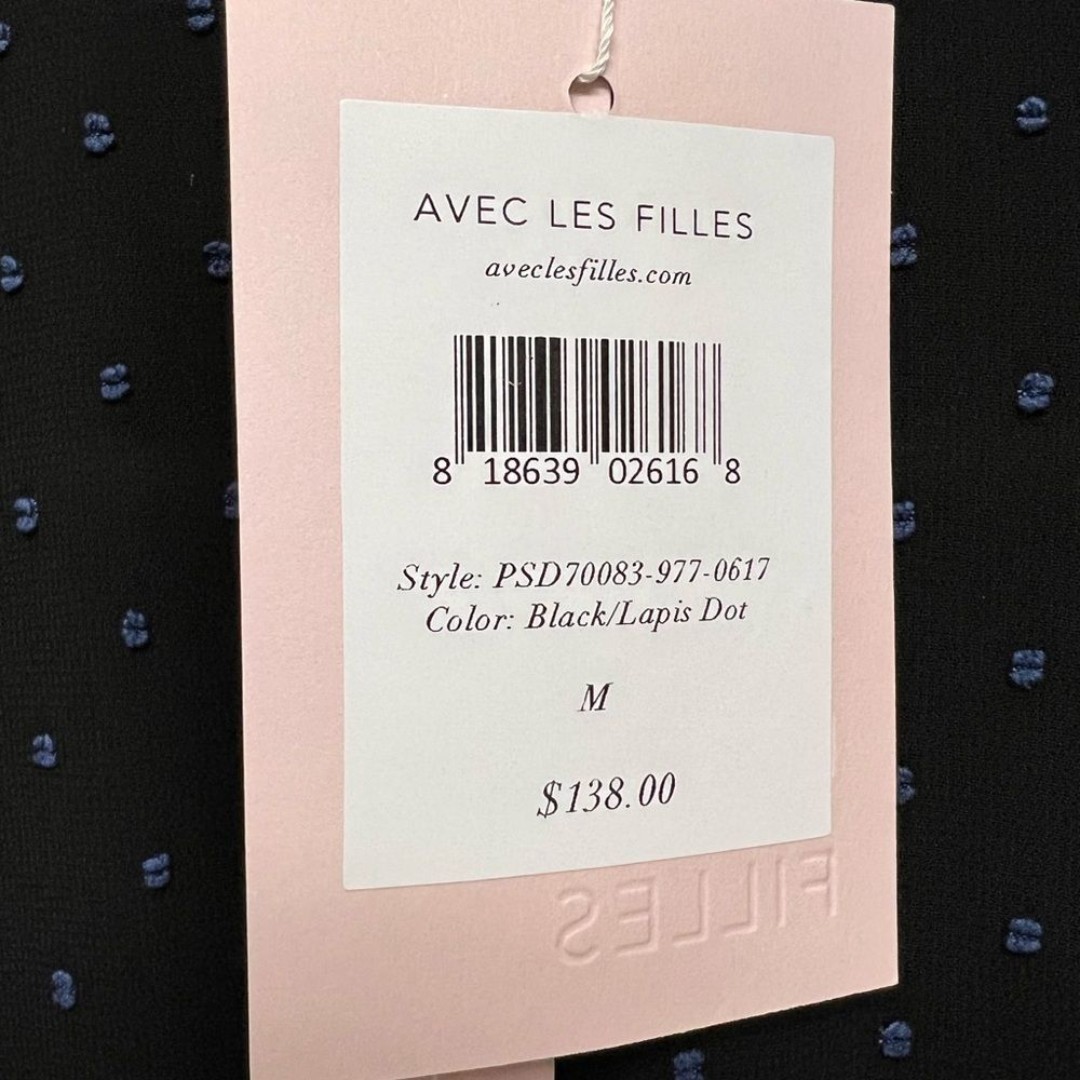 AVEC LES FILLES
aveclesfilles.com
8 18639 02616 8
Style: PSD70083-977-0617
Color: Black/Lapis Dot
M
$138.00
FILLES